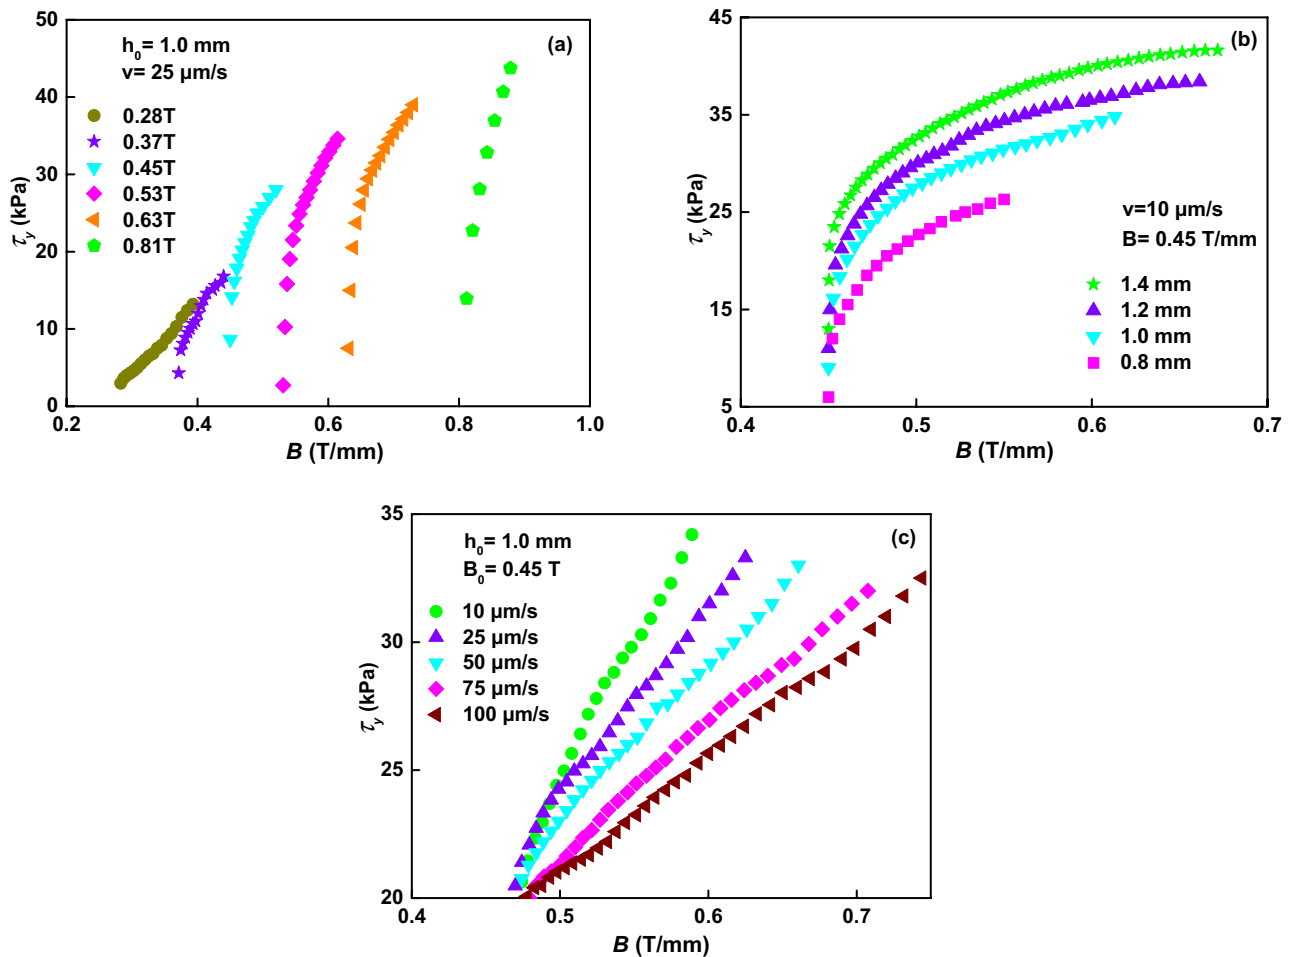 50
40
30
20
10
0
0.2
0.4
0.6
0.8
1.0
τy (kPa)
B (T/mm)
(a)
h0= 1.0 mm
v= 25 μm/s
0.28T
0.37T
0.45T
0.53T
0.63T
0.81T
45
35
25
15
5
0.4
0.5
0.6
0.7
τy (kPa)
B (T/mm)
(b)
v=10 μm/s
B= 0.45 T/mm
1.4 mm
1.2 mm
1.0 mm
0.8 mm
35
30
25
20
0.4
0.5
0.6
0.7
τy (kPa)
B (T/mm)
(c)
h0= 1.0 mm
B0= 0.45 T
10 μm/s
25 μm/s
50 μm/s
75 μm/s
100 μm/s